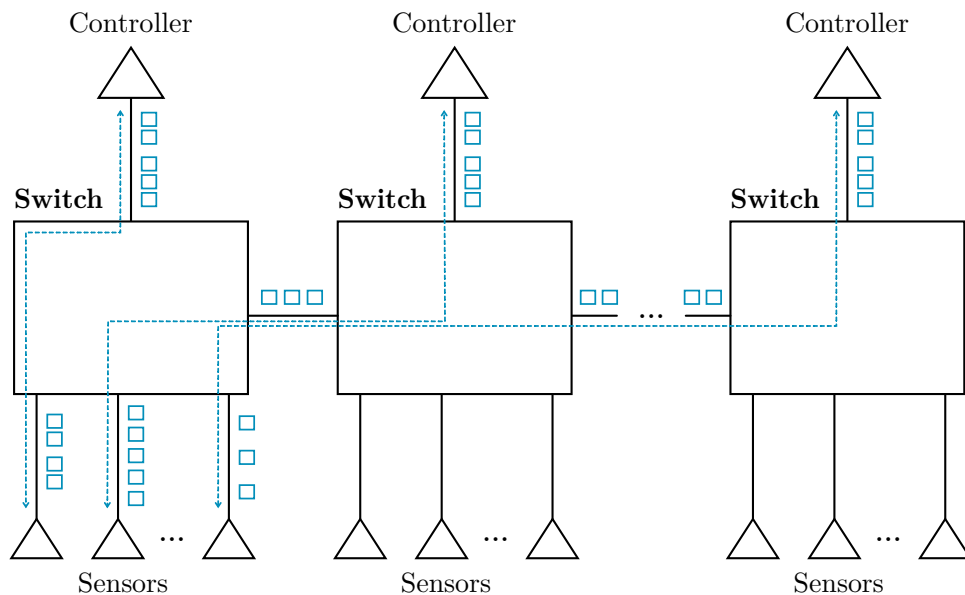 Controller
Controller
Controller
Switch
Switch
Switch
...
...
...
...
Sensors
Sensors
Sensors